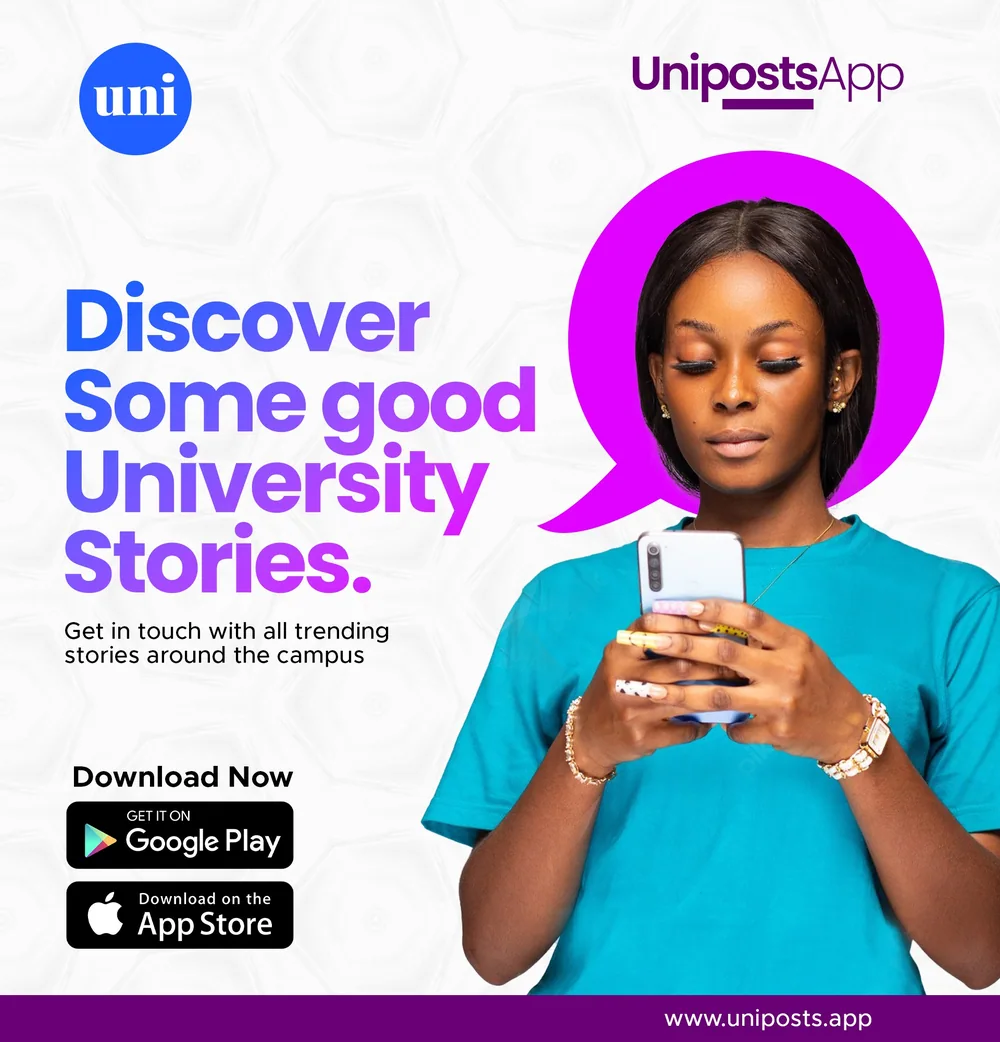 uni
UnipostsApp
Discover
Some good
University
Stories.
Get in touch with all trending
stories around the campus
Download Now
GET IT ON
Google Play
Download on the
App Store
www.uniposts.app